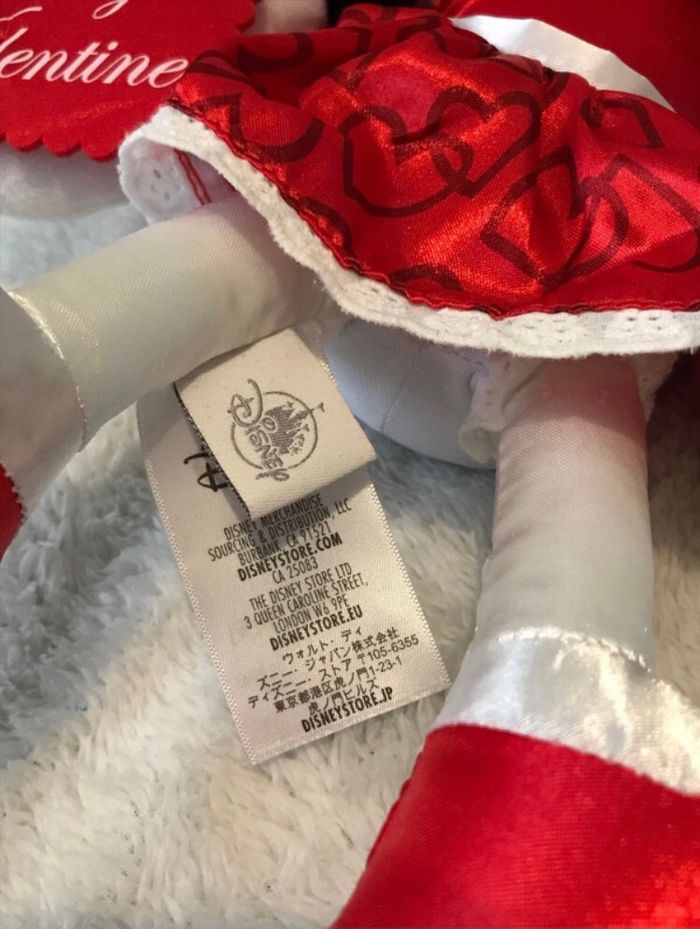 lentine
Disney
DISNEY MERCHANDISE
SOURCING & DISTRIBUTION, LLC
BURBANK, CA 91521
DISNEYSTORE.COM
CA 25083
THE DISNEY STORE LTD
3 QUEEN CAROLINE STREET,
LONDON W6 9PE
DISNEYSTORE.EU
ウォルト・ディ
ズニー・ジャパン株式会社
ディズニー・ストア 〒105-6355
東京都港区虎ノ門1-23-1
虎ノ門ヒルズ
DISNEYSTORE.JP